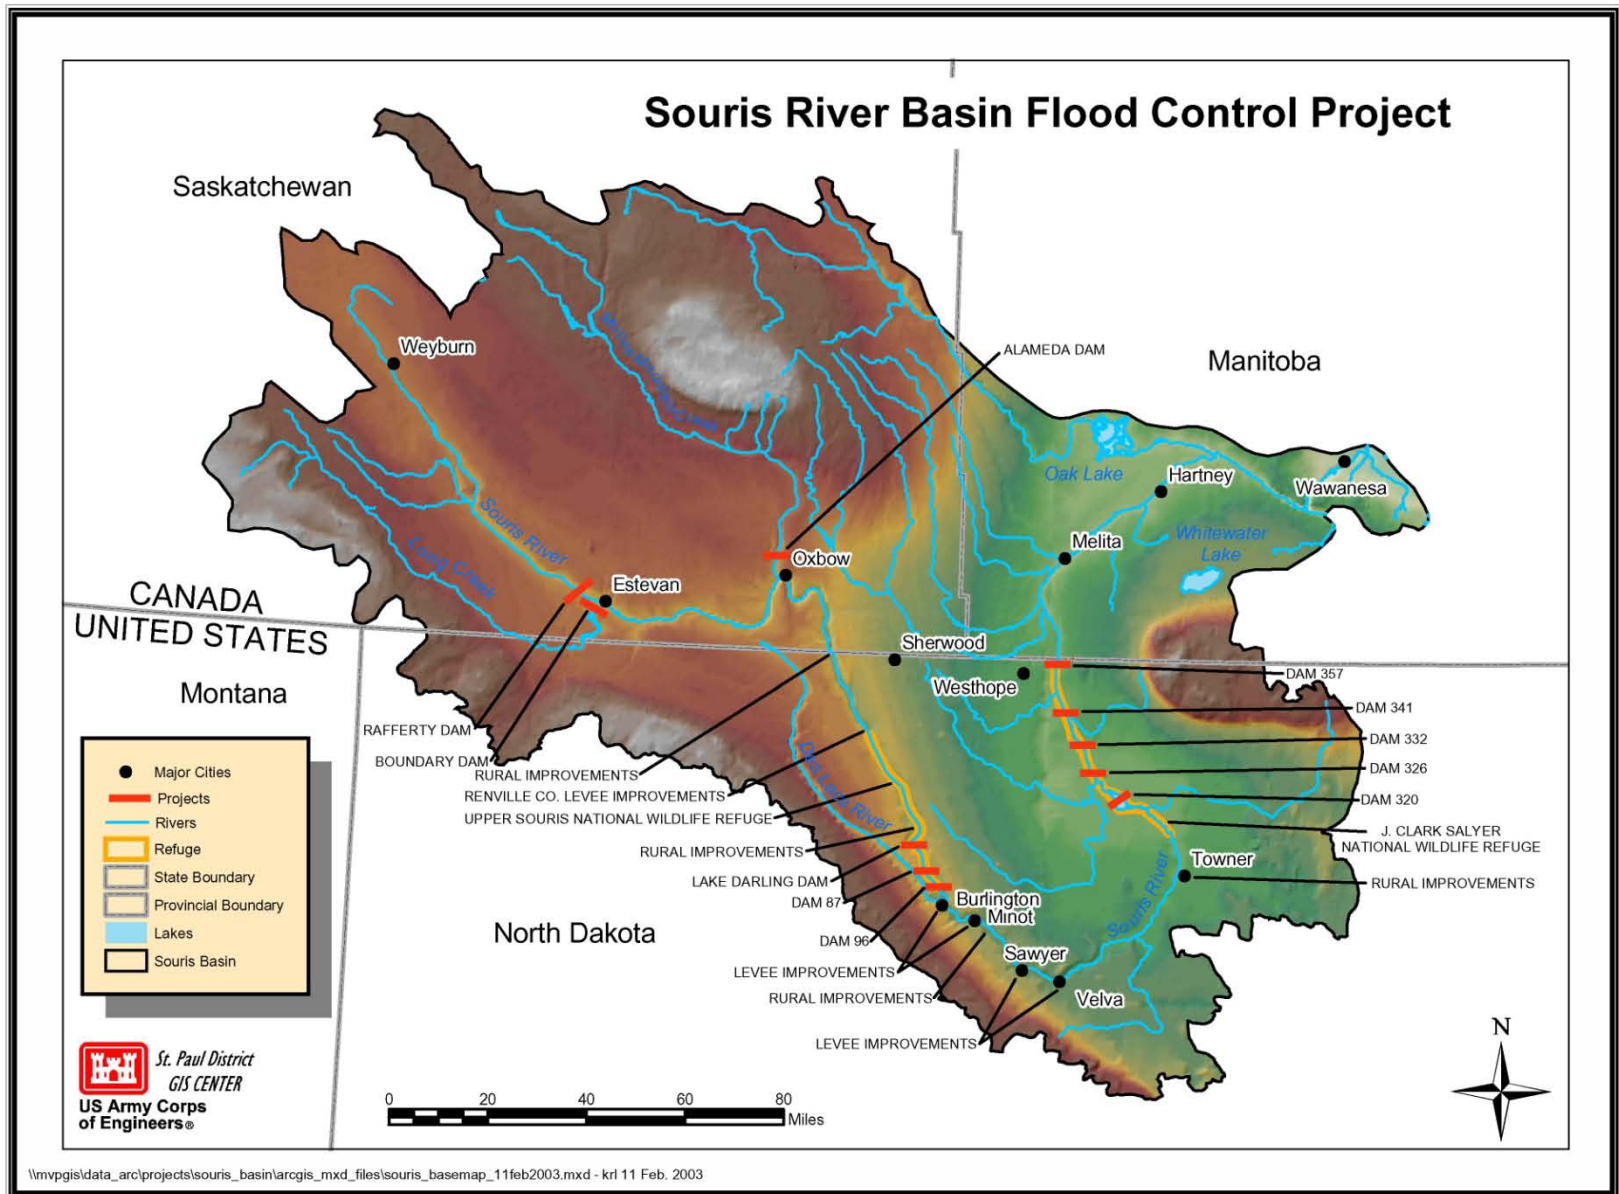 Souris River Basin Flood Control Project
Saskatchewan
Manitoba
Weyburn
ALAMEDA DAM
Moose Mountain Creek
Oak Lake
Hartney
Wawanesa
Souris River
Long Creek
Melita
Whitewater
Lake
Oxbow
Estevan
CANADA
UNITED STATES
Sherwood
Westhope
Montana
DAM 357
DAM 341
DAM 332
DAM 326
DAM 320
J. CLARK SALYER
NATIONAL WILDLIFE REFUGE
RAFFERTY DAM
BOUNDARY DAM
RURAL IMPROVEMENTS
RENVILLE CO. LEVEE IMPROVEMENTS
UPPER SOURIS NATIONAL WILDLIFE REFUGE
Des Lacs River
RURAL IMPROVEMENTS
LAKE DARLING DAM
DAM 87
DAM 96
Towner
RURAL IMPROVEMENTS
Souris River
Burlington
Minot
North Dakota
LEVEE IMPROVEMENTS
RURAL IMPROVEMENTS
Sawyer
Velva
LEVEE IMPROVEMENTS
Major Cities
Projects
Rivers
Refuge
State Boundary
Provincial Boundary
Lakes
Souris Basin
St. Paul District
GIS CENTER
US Army Corps
of Engineers®
0 20 40 60 80
Miles
N
\\mvpgis\data_arc\projects\souris_basin\arcgis_mxd_files\souris_basemap_11feb2003.mxd - krl 11 Feb. 2003